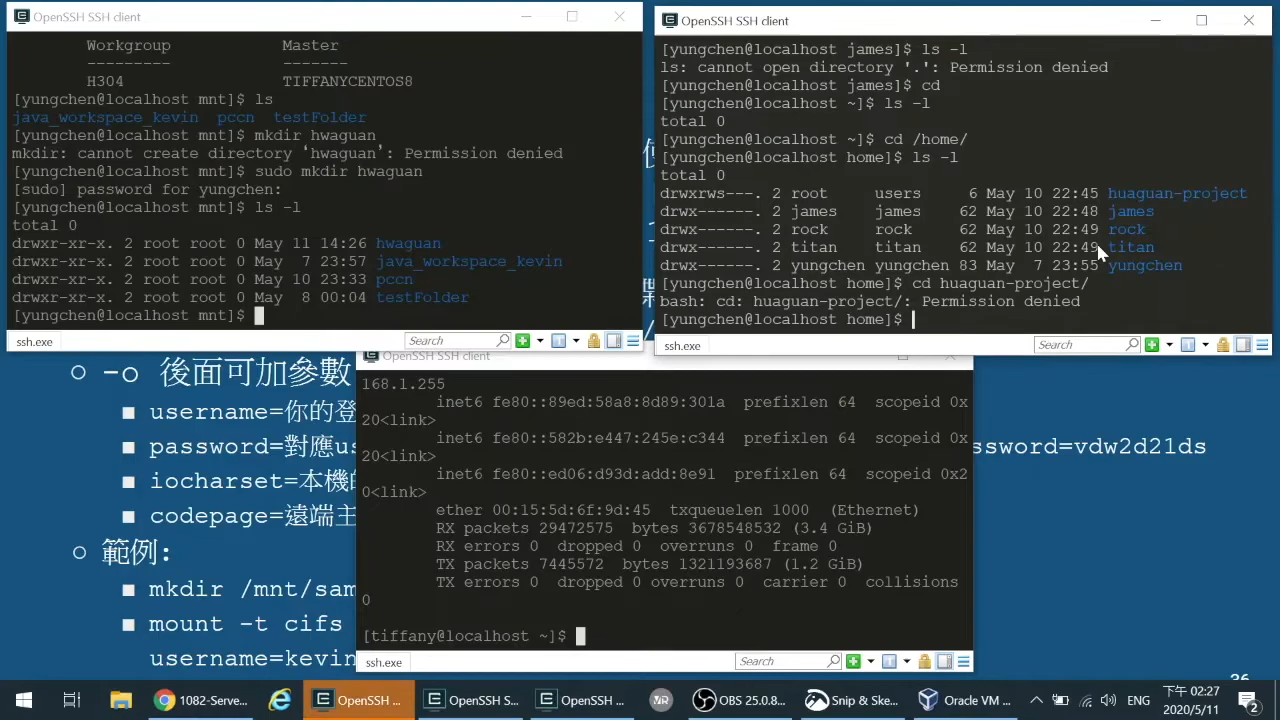 OpenSSH SSH client
Workgroup Master
--------- -------
H304 TIFFANYCENTOS8
[yungchen@localhost mnt]$ ls
java_workspace_kevin pccn testFolder
[yungchen@localhost mnt]$ mkdir hwaguan
mkdir: cannot create directory ‘hwaguan’: Permission denied
[yungchen@localhost mnt]$ sudo mkdir hwaguan
[sudo] password for yungchen:
[yungchen@localhost mnt]$ ls -l
total 0
drwxr-xr-x. 2 root root 0 May 11 14:26 hwaguan
drwxr-xr-x. 2 root root 0 May 7 23:57 java_workspace_kevin
drwxr-xr-x. 2 root root 0 May 10 23:33 pccn
drwxr-xr-x. 2 root root 0 May 8 00:04 testFolder
[yungchen@localhost mnt]$
ssh.exe Search
OpenSSH SSH client
[yungchen@localhost james]$ ls -l
ls: cannot open directory '.': Permission denied
[yungchen@localhost james]$ cd
[yungchen@localhost ~]$ ls -l
total 0
[yungchen@localhost ~]$ cd /home/
[yungchen@localhost home]$ ls -l
total 0
drwxrws---. 2 root users 6 May 10 22:45 huaguan-project
drwx------. 2 james james 62 May 10 22:48 james
drwx------. 2 rock rock 62 May 10 22:49 rock
drwx------. 2 titan titan 62 May 10 22:49 titan
drwx------. 2 yungchen yungchen 83 May 7 23:55 yungchen
[yungchen@localhost home]$ cd huaguan-project/
bash: cd: huaguan-project/: Permission denied
[yungchen@localhost home]$
ssh.exe Search
OpenSSH SSH client
168.1.255
inet6 fe80::89ed:58a8:8d89:301a prefixlen 64 scopeid 0x
20<link>
inet6 fe80::582b:e447:245e:c344 prefixlen 64 scopeid 0x
20<link>
inet6 fe80::ed06:d93d:add:8e91 prefixlen 64 scopeid 0x2
0<link>
ether 00:15:5d:6f:9d:45 txqueuelen 1000 (Ethernet)
RX packets 29472575 bytes 3678548532 (3.4 GiB)
RX errors 0 dropped 0 overruns 0 frame 0
TX packets 7445572 bytes 1321193687 (1.2 GiB)
TX errors 0 dropped 0 overruns 0 carrier 0 collisions
0
[tiffany@localhost ~]$
ssh.exe Search
-o 後面可加參數
username=你的登
password=對應us
ssword=vdw2d21ds
iocharset=本機
codepage=遠端主
範例:
mkdir /mnt/sam
mount -t cifs
username=kevin
36
1082-Serve... OpenSSH ... OpenSSH S... OpenSSH ... OBS 25.0.8... Snip & Ske... Oracle VM ... ENG 下午 02:27
2020/5/11 2